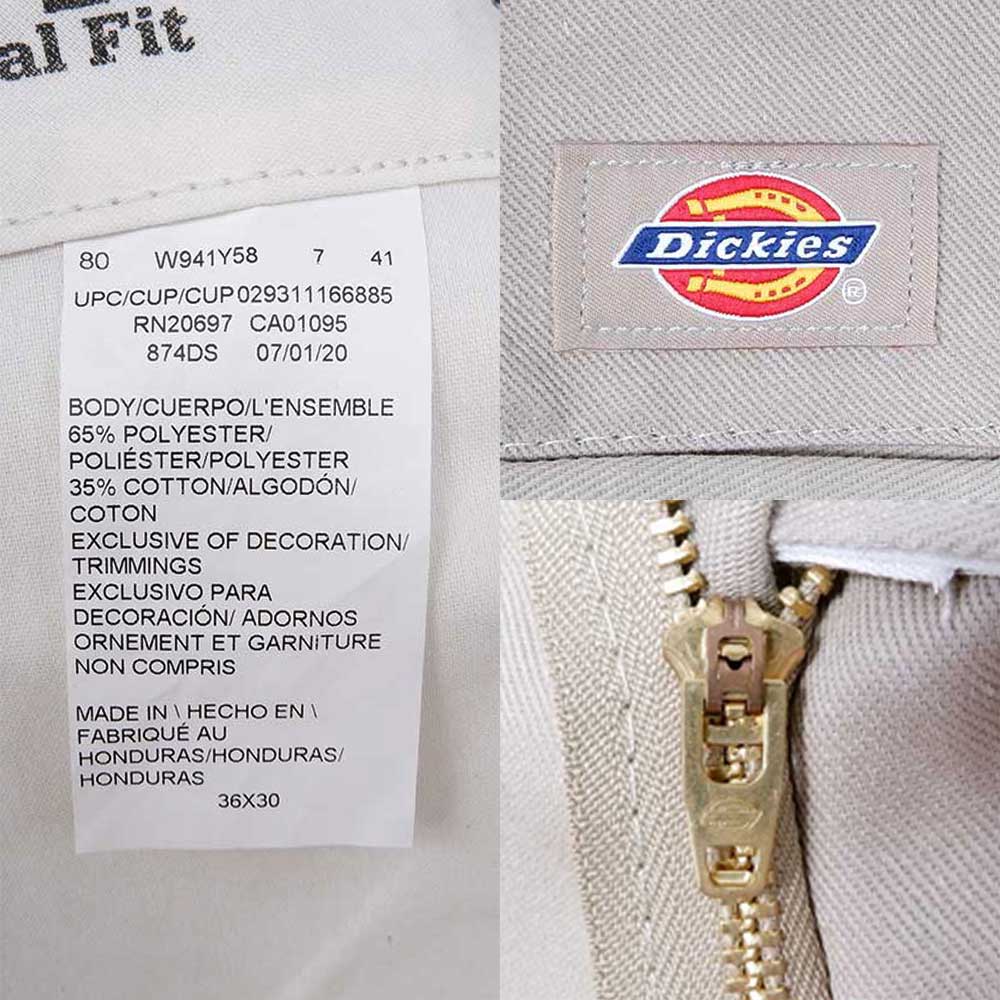 al Fit
80 W941Y58 7 41
UPC/CUP/CUP029311166885
RN20697 CA01095
874DS 07/01/20
BODY/CUERPO/L'ENSEMBLE
65% POLYESTER/
POLIÉSTER/POLYESTER
35% COTTON/ALGODÓN/
COTON
EXCLUSIVE OF DECORATION/
TRIMMINGS
EXCLUSIVO PARA
DECORACIÓN/ ADORNOS
ORNEMENT ET GARNITURE
NON COMPRIS
MADE IN \ HECHO EN \
FABRIQUÉ AU
HONDURAS/HONDURAS/
HONDURAS
36X30
Dickies
®